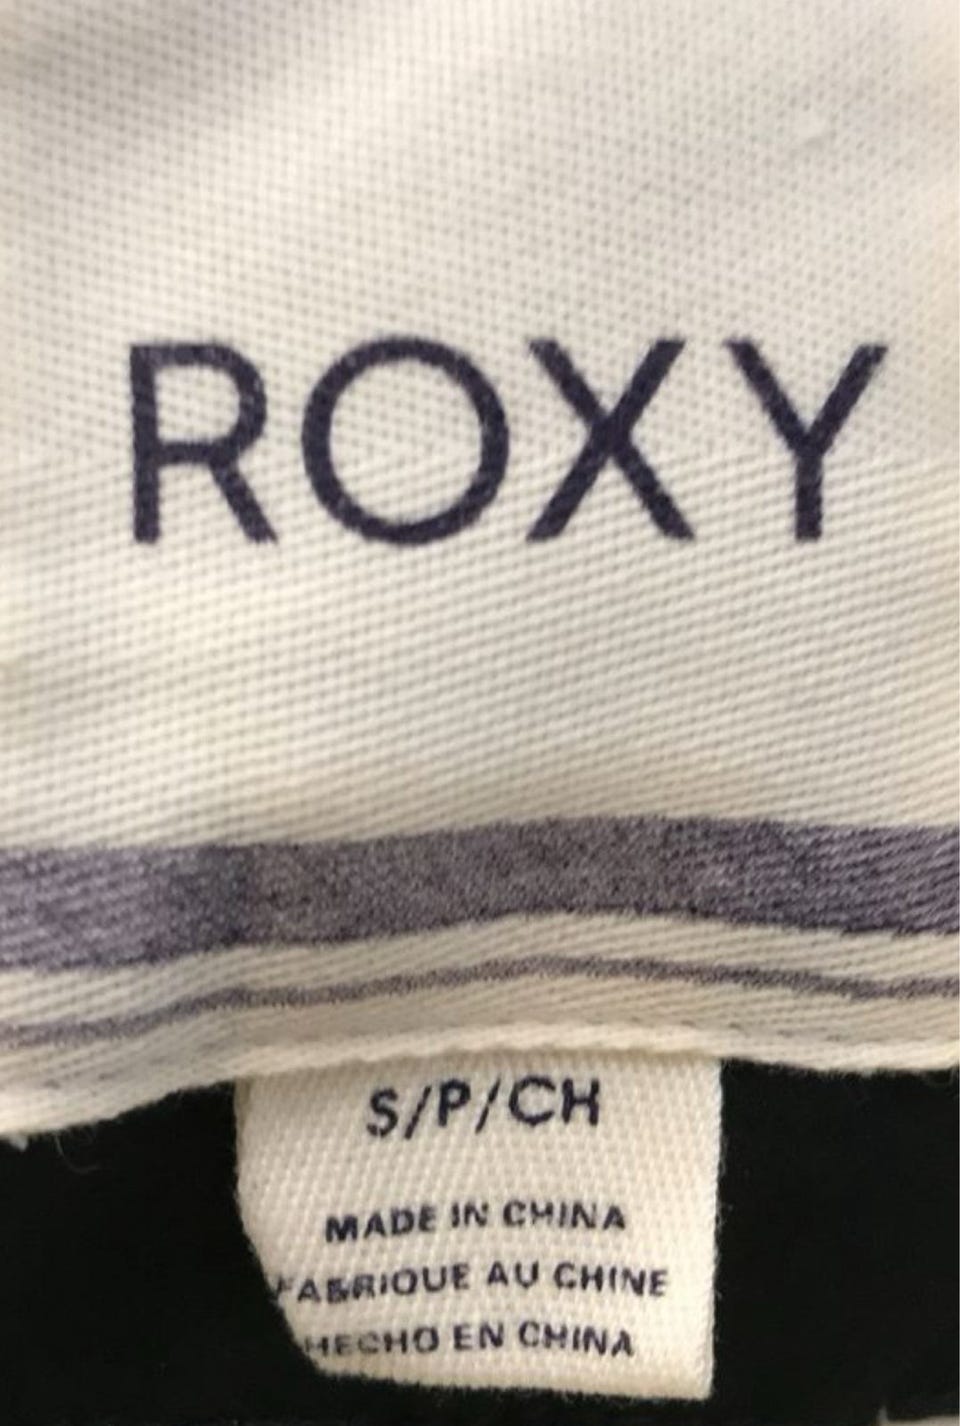 ROXY
S/P/CH
MADE IN CHINA
FABRIQUE AU CHINE
HECHO EN CHINA